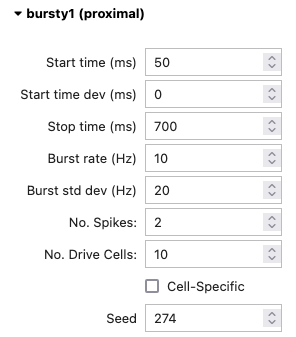 bursty1 (proximal)
Start time (ms) 50
Start time dev (ms) 0
Stop time (ms) 700
Burst rate (Hz) 10
Burst std dev (Hz) 20
No. Spikes: 2
No. Drive Cells: 10
Cell-Specific
Seed 274